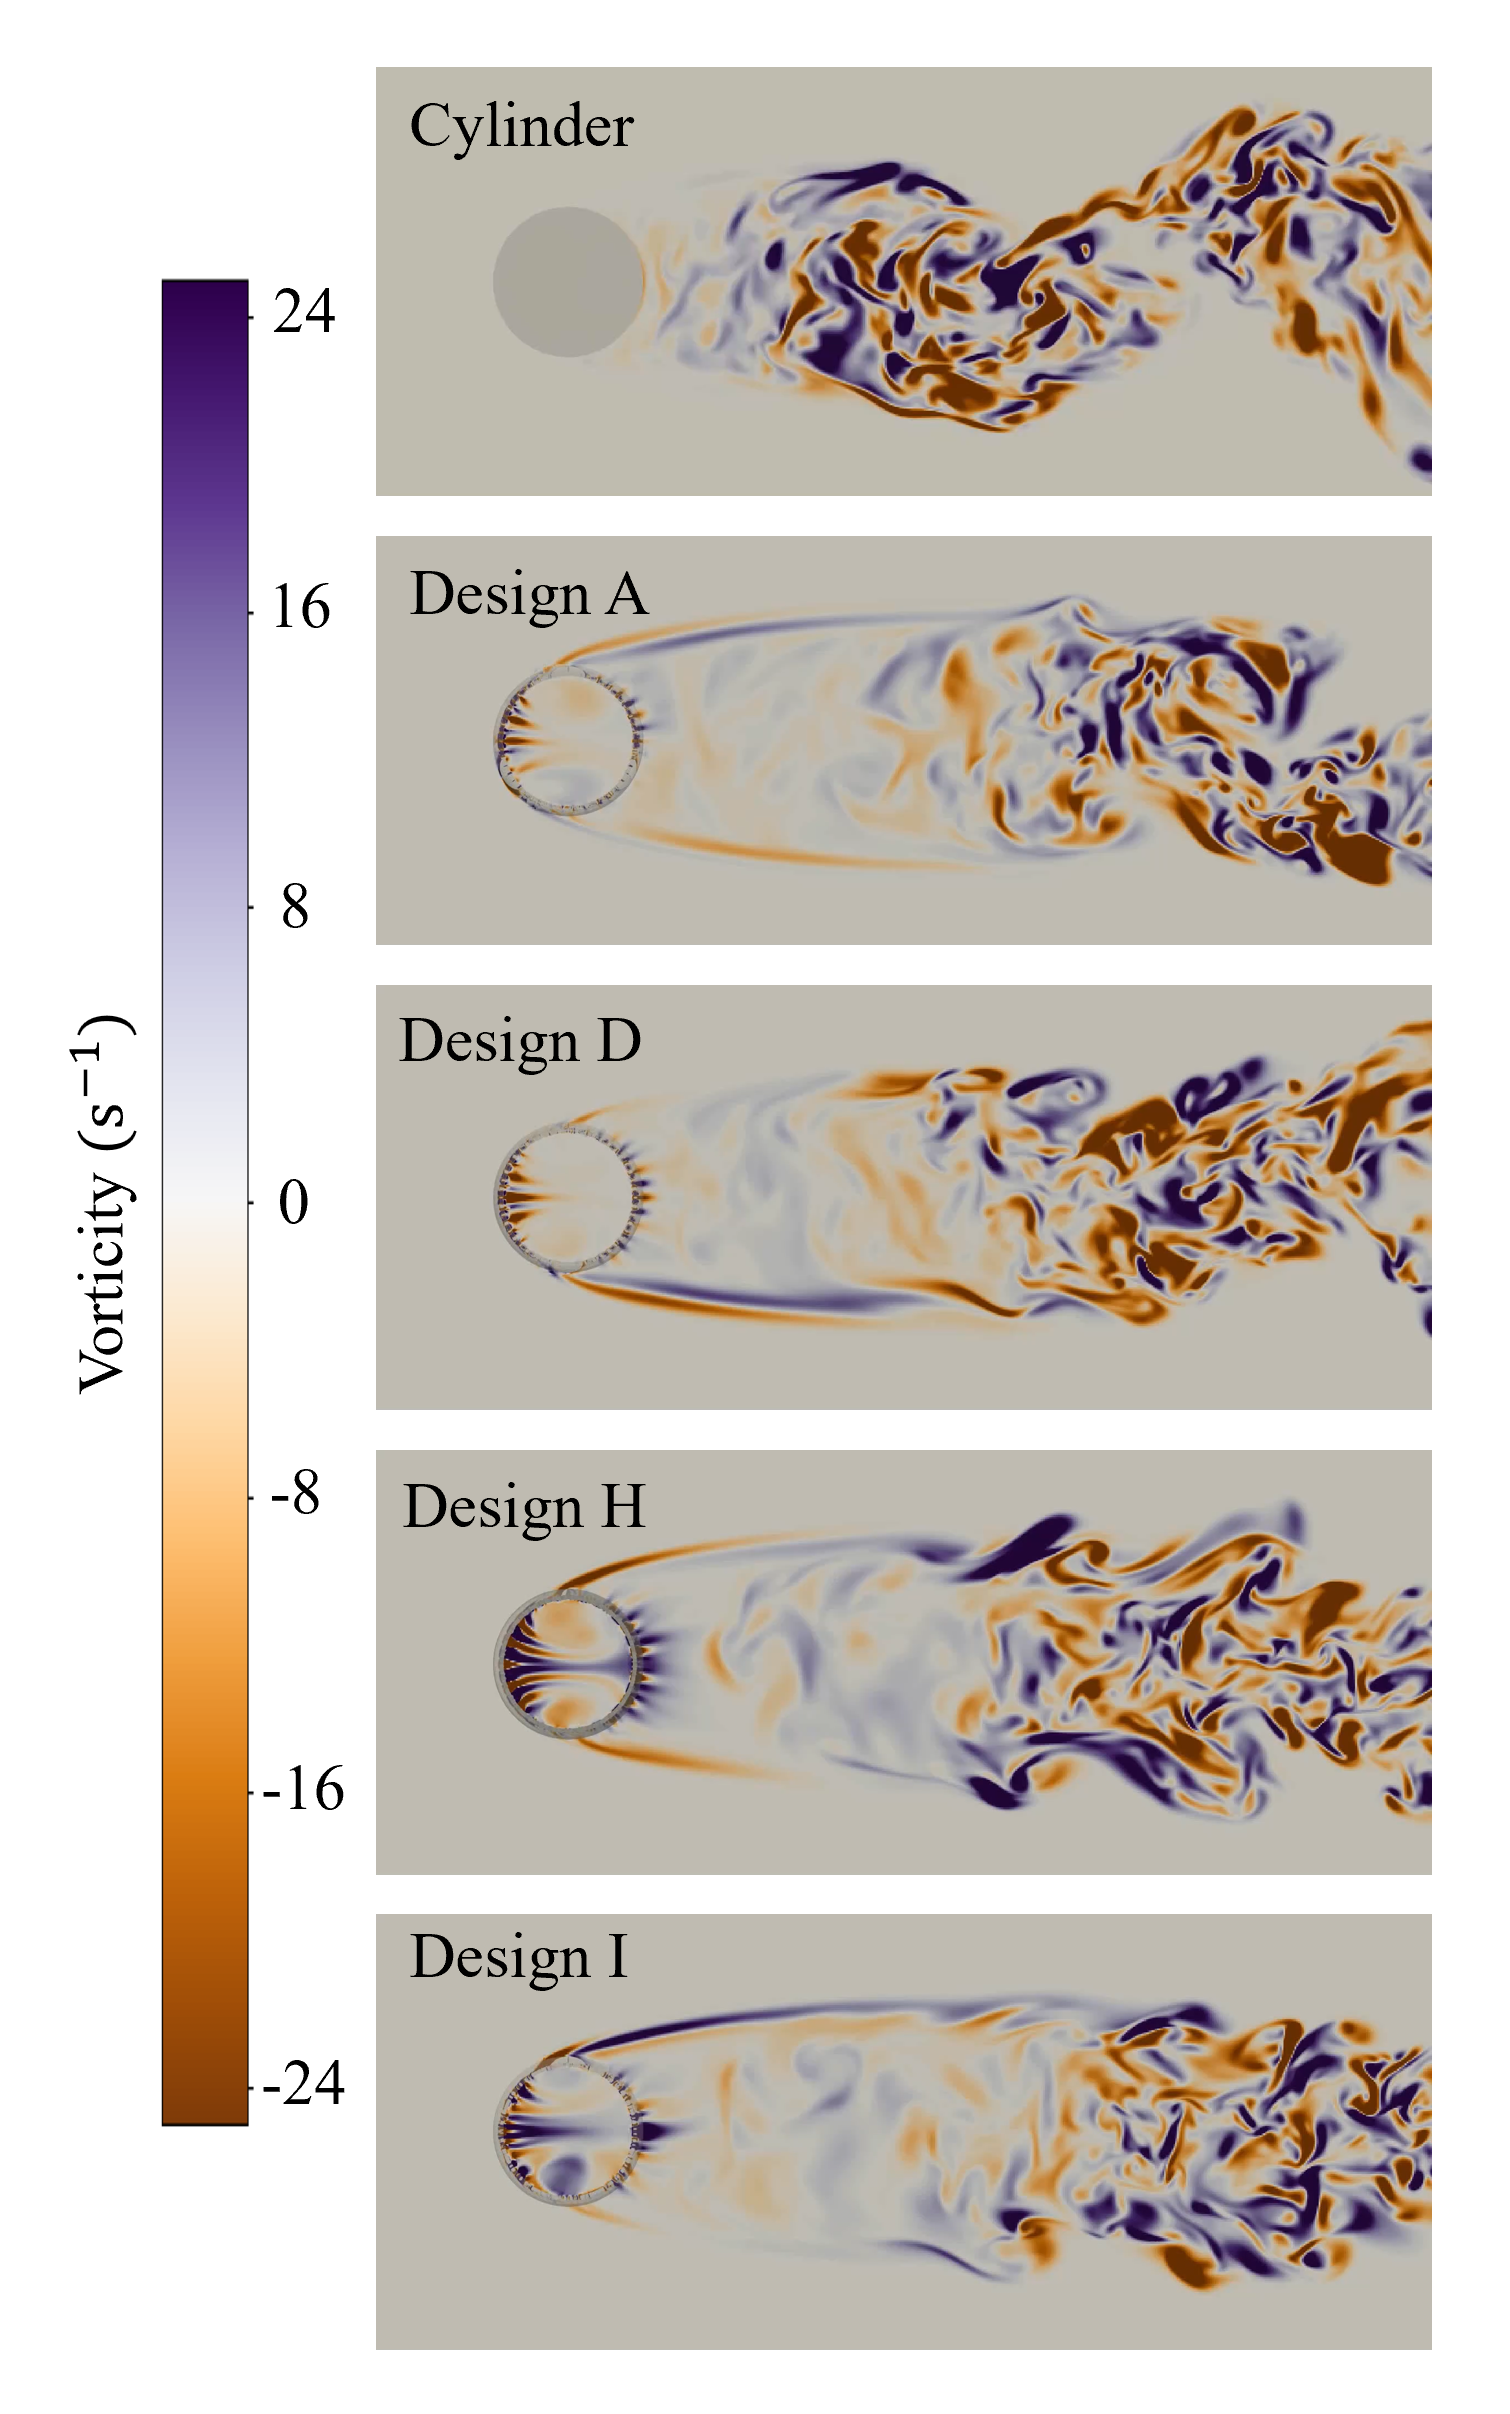 Cylinder
24
16
8
0
-8
-16
-24
Vorticity (s⁻¹)
Design A
Design D
Design H
Design I